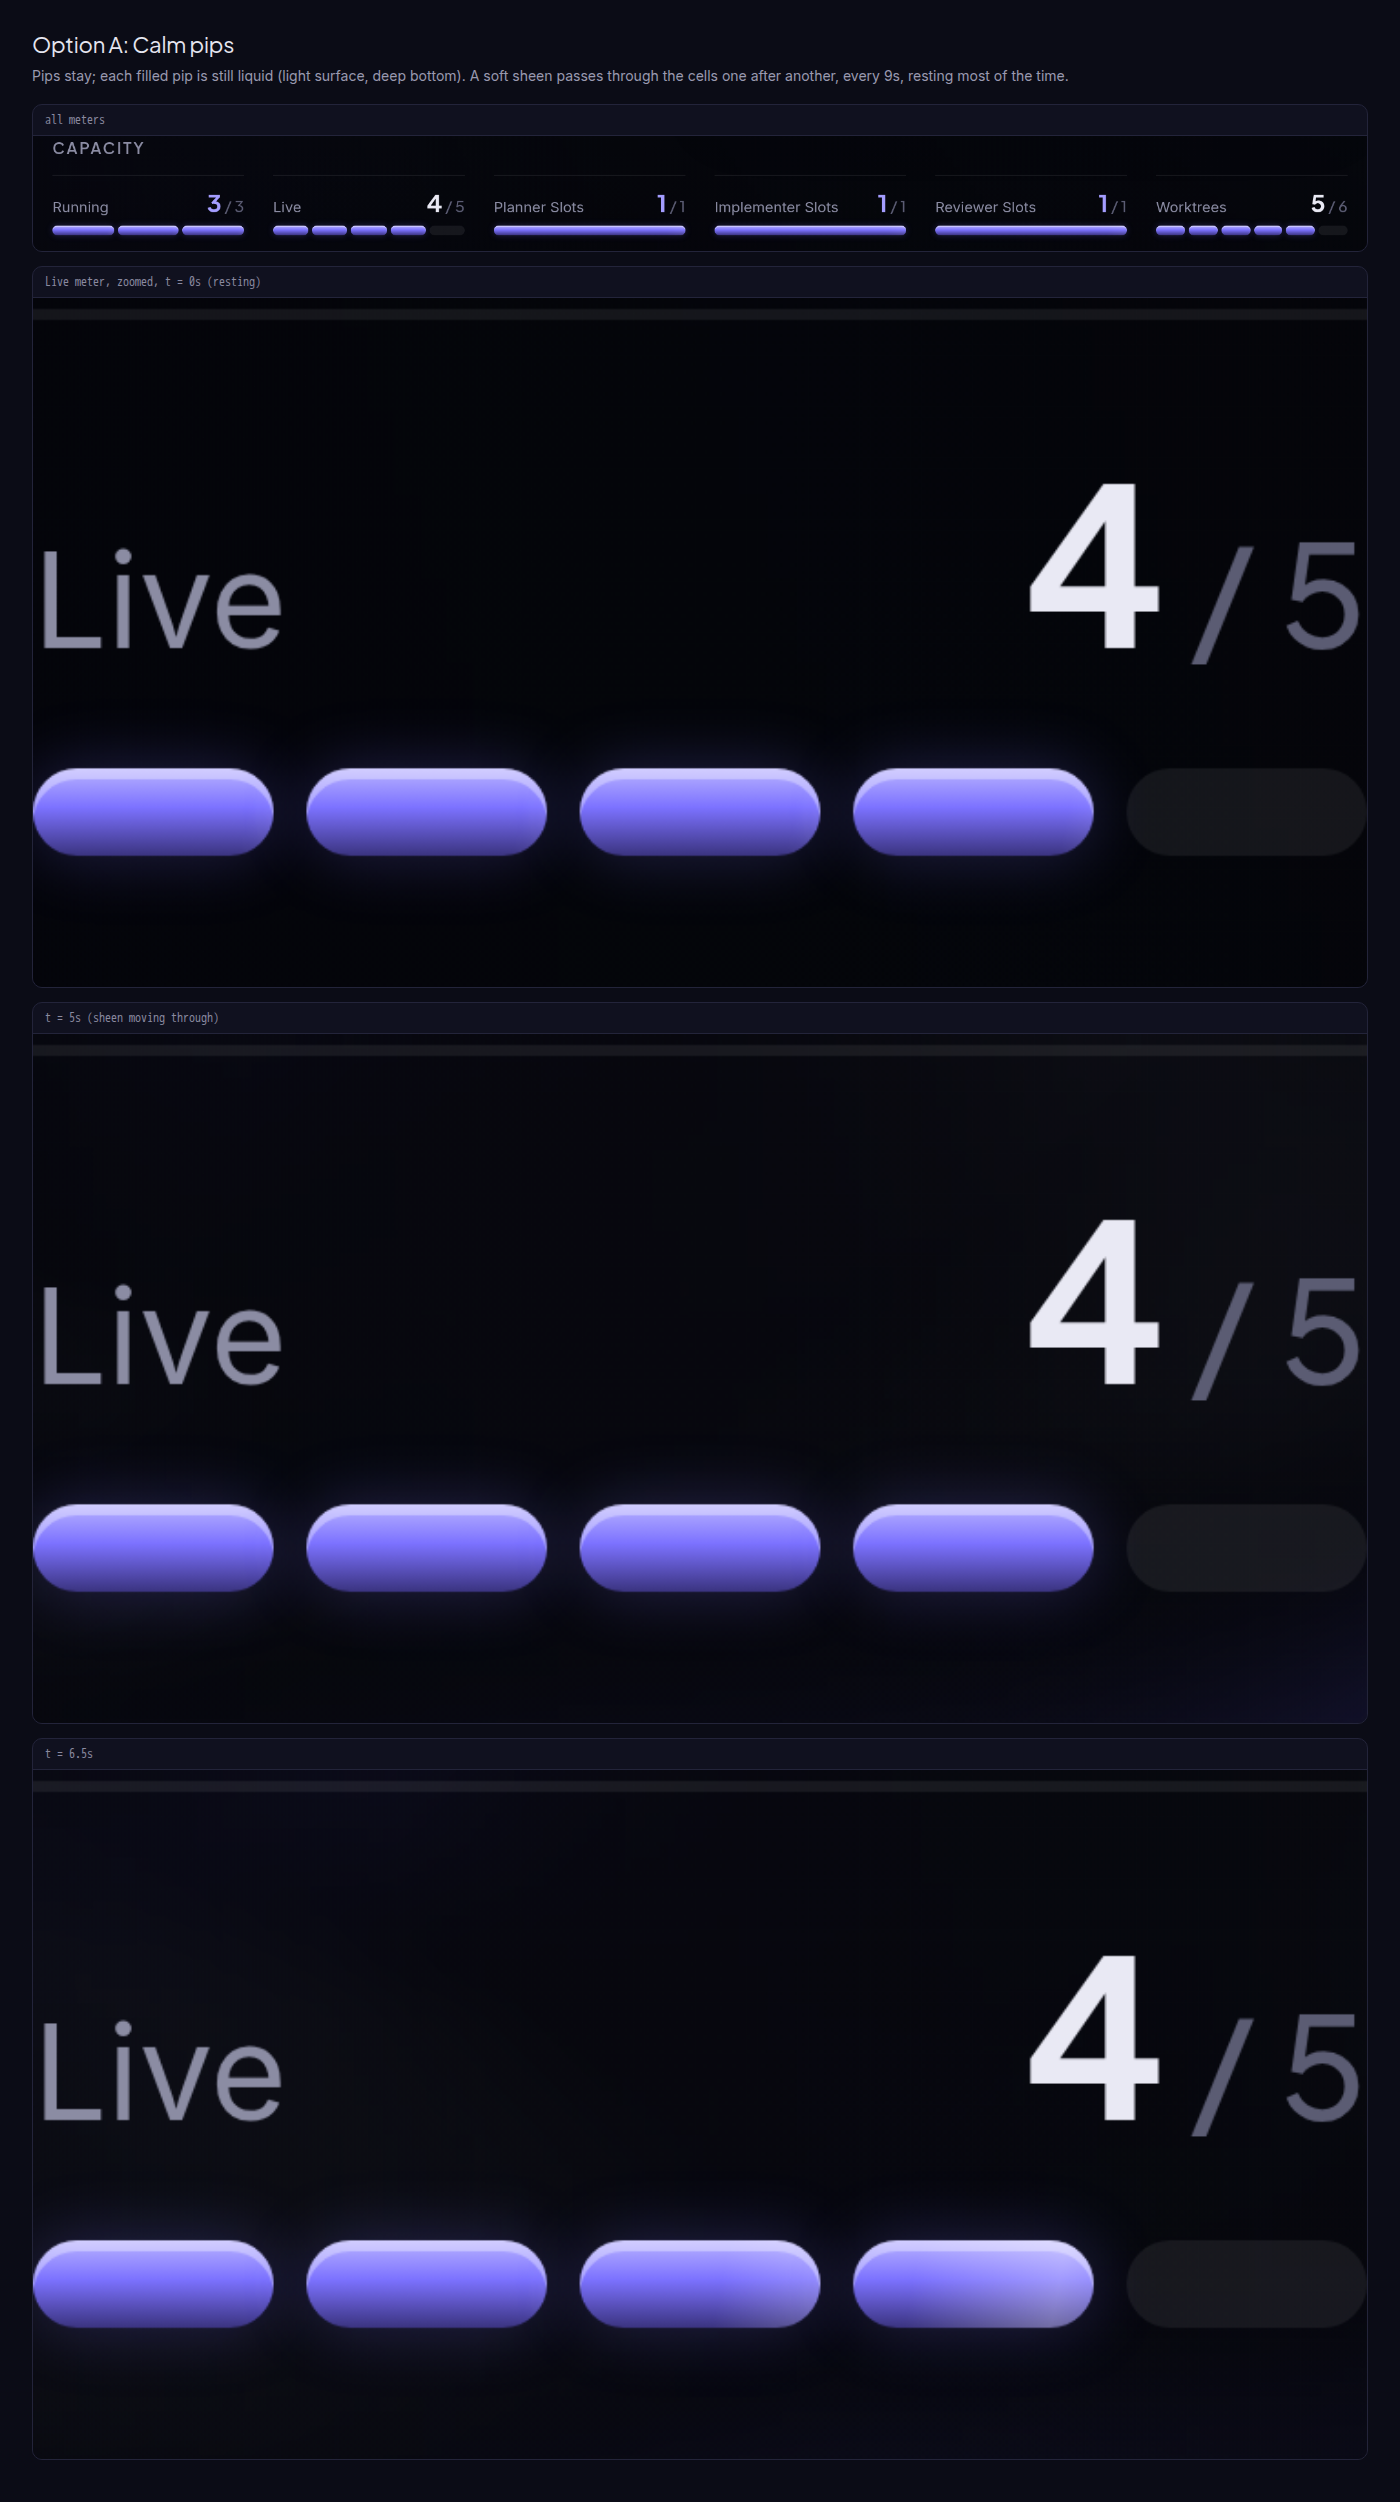 Option A: Calm pips
Pips stay; each filled pip is still liquid (light surface, deep bottom). A soft sheen passes through the cells one after another, every 9s, resting most of the time.
all meters
CAPACITY
Running 3 / 3 Live 4 / 5 Planner Slots 1 / 1 Implementer Slots 1 / 1 Reviewer Slots 1 / 1 Worktrees 5 / 6
Live meter, zoomed, t = 0s (resting)
Live 4 / 5
t = 5s (sheen moving through)
Live 4 / 5
t = 6.5s
Live 4 / 5